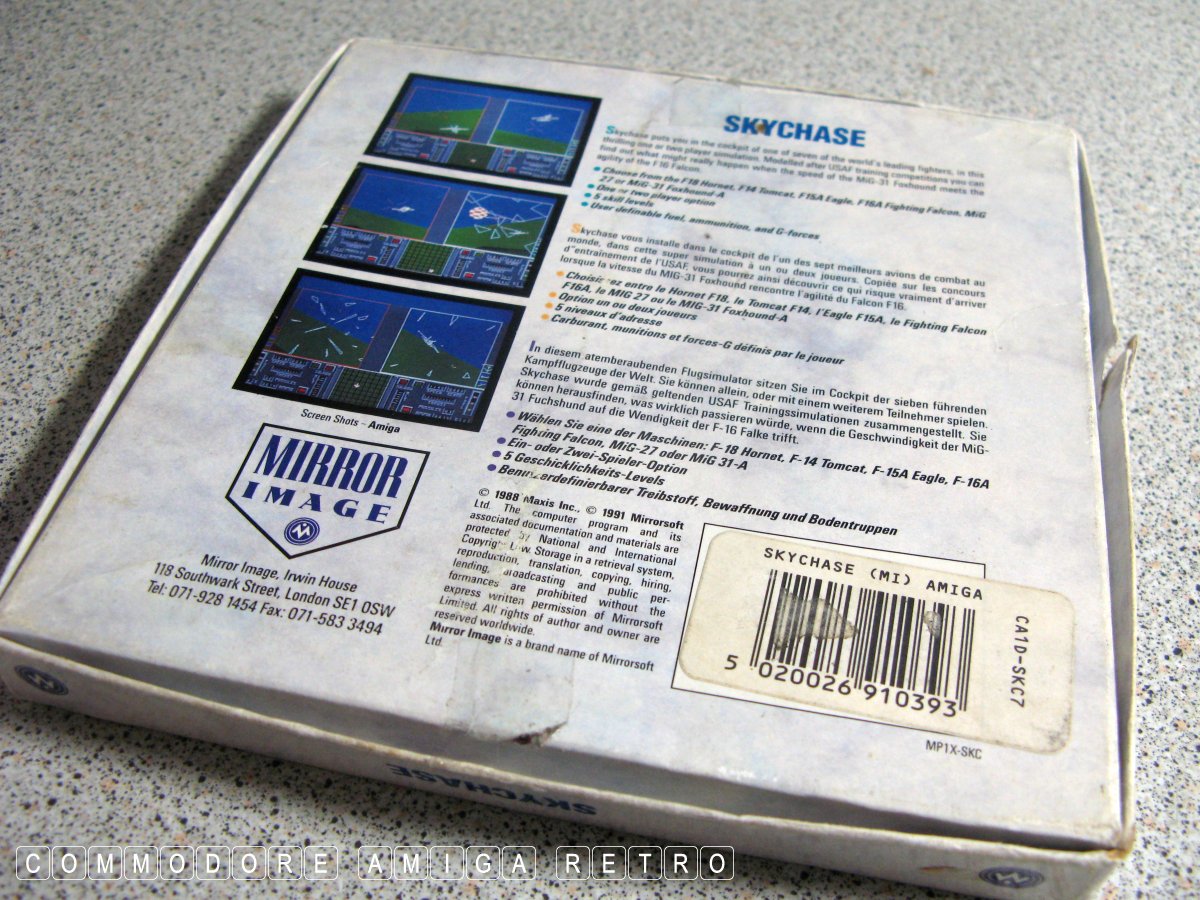 SKYCHASE
Skychase puts you in the cockpit of one of seven of the world's leading fighters, in this
thrilling one or two player simulation. Modelled after USAF training competitions you can
find out what might really happen when the speed of the MiG-31 Foxhound meets the
agility of the F16 Falcon.
• Choose from the F18 Hornet, F14 Tomcat, F15A Eagle, F16A Fighting Falcon, MiG
27 or MiG-31 Foxhound-A
• One or two player option
• 5 skill levels
• User definable fuel, ammunition, and G-forces
Skychase vous installe dans le cockpit de l'un des sept meilleurs avions de combat au
monde, dans cette super simulation à un ou deux joueurs. Copiée sur les concours
d"entrainement de l'USAF, vous pourrez ainsi découvrir ce qui risque vraiment d'arriver
lorsque la vitesse du MIG-31 Foxhound rencontre l'agilité du Falcon F16.
• Choisissez entre le Hornet F18, le Tomcat F14, l'Eagle F15A, le Fighting Falcon
F16A, le MIG 27 ou le MIG-31 Foxhound-A
• Option un ou deux joueurs
• 5 niveaux d'adresse
• Carburant, munitions et forces-G définis par le joueur
In diesem atemberaubenden Flugsimulator sitzen Sie im Cockpit der sieben führenden
Kampfflugzeuge der Welt. Sie können allein, oder mit einem weiterem Teilnehmer spielen.
Skychase wurde gemäß geltenden USAF Trainingssimulationen zusammengestellt. Sie
können herausfinden, was wirklich passieren würde, wenn die Geschwindigkeit der MiG-
31 Fuchshund auf die Wendigkeit der F-16 Falke trifft.
• Wählen Sie eine der Maschinen: F-18 Hornet, F-14 Tomcat, F-15A Eagle, F-16A
Fighting Falcon, MiG-27 oder MiG 31-A
• Ein- oder Zwei-Spieler-Option
• 5 Geschicklichkeits-Levels
• Benutzerdefinierbarer Treibstoff, Bewaffnung und Bodentruppen
Screen Shots – Amiga
MIRROR
IMAGE
Mirror Image, Irwin House
118 Southwark Street, London SE1 0SW
Tel: 071-928 1454 Fax: 071-583 3494
© 1988 Maxis Inc., © 1991 Mirrorsoft
Ltd. The computer program and its
associated documentation and materials are
protected by National and International
Copyright Law. Storage in a retrieval system,
reproduction, translation, copying, hiring,
lending, broadcasting and public per-
formances are prohibited without the
express written permission of Mirrorsoft
Limited. All rights of author and owner are
reserved worldwide.
Mirror Image is a brand name of Mirrorsoft
Ltd.
SKYCHASE (MI) AMIGA
CA1D-SKC7
5 020026 910393
MP1X-SKC
SKYCHASE
COMMODORE AMIGA RETRO